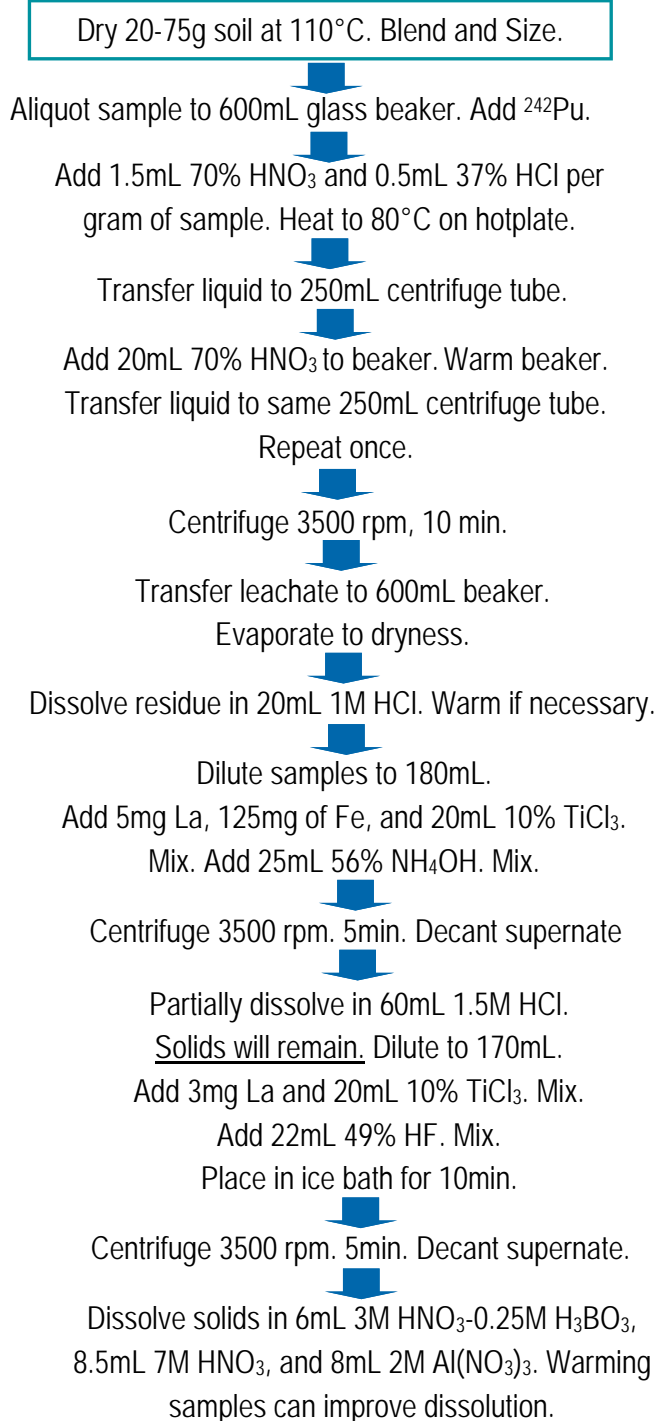 Dry 20-75g soil at 110°C. Blend and Size.
Aliquot sample to 600mL glass beaker. Add ²⁴²Pu.
Add 1.5mL 70% HNO₃ and 0.5mL 37% HCl per
gram of sample. Heat to 80°C on hotplate.
Transfer liquid to 250mL centrifuge tube.
Add 20mL 70% HNO₃ to beaker. Warm beaker.
Transfer liquid to same 250mL centrifuge tube.
Repeat once.
Centrifuge 3500 rpm, 10 min.
Transfer leachate to 600mL beaker.
Evaporate to dryness.
Dissolve residue in 20mL 1M HCl. Warm if necessary.
Dilute samples to 180mL.
Add 5mg La, 125mg of Fe, and 20mL 10% TiCl₃.
Mix. Add 25mL 56% NH₄OH. Mix.
Centrifuge 3500 rpm. 5min. Decant supernate
Partially dissolve in 60mL 1.5M HCl.
Solids will remain. Dilute to 170mL.
Add 3mg La and 20mL 10% TiCl₃. Mix.
Add 22mL 49% HF. Mix.
Place in ice bath for 10min.
Centrifuge 3500 rpm. 5min. Decant supernate.
Dissolve solids in 6mL 3M HNO₃-0.25M H₃BO₃,
8.5mL 7M HNO₃, and 8mL 2M Al(NO₃)₃. Warming
samples can improve dissolution.